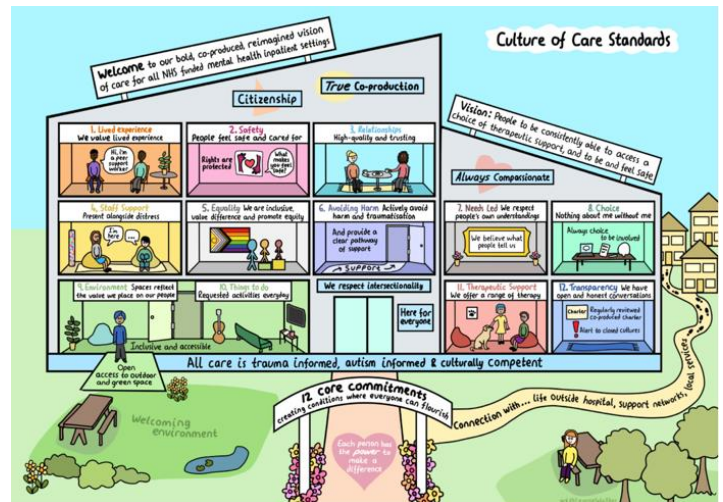 Culture of Care Standards
Welcome to our bold, co-produced, reimagined vision
of care for all NHS funded mental health inpatient settings
Citizenship
True Co-production
Vision: People to be consistently able to access a
choice of therapeutic support, and to be and feel safe
Always Compassionate
1. Lived experience
We value lived experience
Hi, I'm
a peer
support
worker
2. Safety
People feel safe and cared for
Rights are
protected
What
makes you
feel safe?
3. Relationships
High-quality and trusting
4. Staff Support
Present alongside distress
I'm
here ...
...
5. Equality We are inclusive,
value difference and promote equity
6. Avoiding Harm Actively avoid
harm and traumatisation
And provide a
clear pathway
of support
Support
7. Needs Led We respect
people's own understandings
We believe what
people tell us
8. Choice
Nothing about me without me
Always choice
to be involved
9. Environment Spaces reflect
the value we place on our people
10. Things to do
Requested activities everyday
Inclusive and accessible
We respect intersectionality
Here for
everyone
11. Therapeutic Support
We offer a range of therapy
12. Transparency We have
open and honest conversations
Charter
Regularly reviewed
co-produced charter
! Alert to closed cultures
All care is trauma informed, autism informed & culturally competent
Open
access to outdoor
and green space
Welcoming
environment
12 core commitments
creating conditions where everyone can flourish
Each person has
the power to
make a
difference
Connection with... life outside hospital, support networks, local services